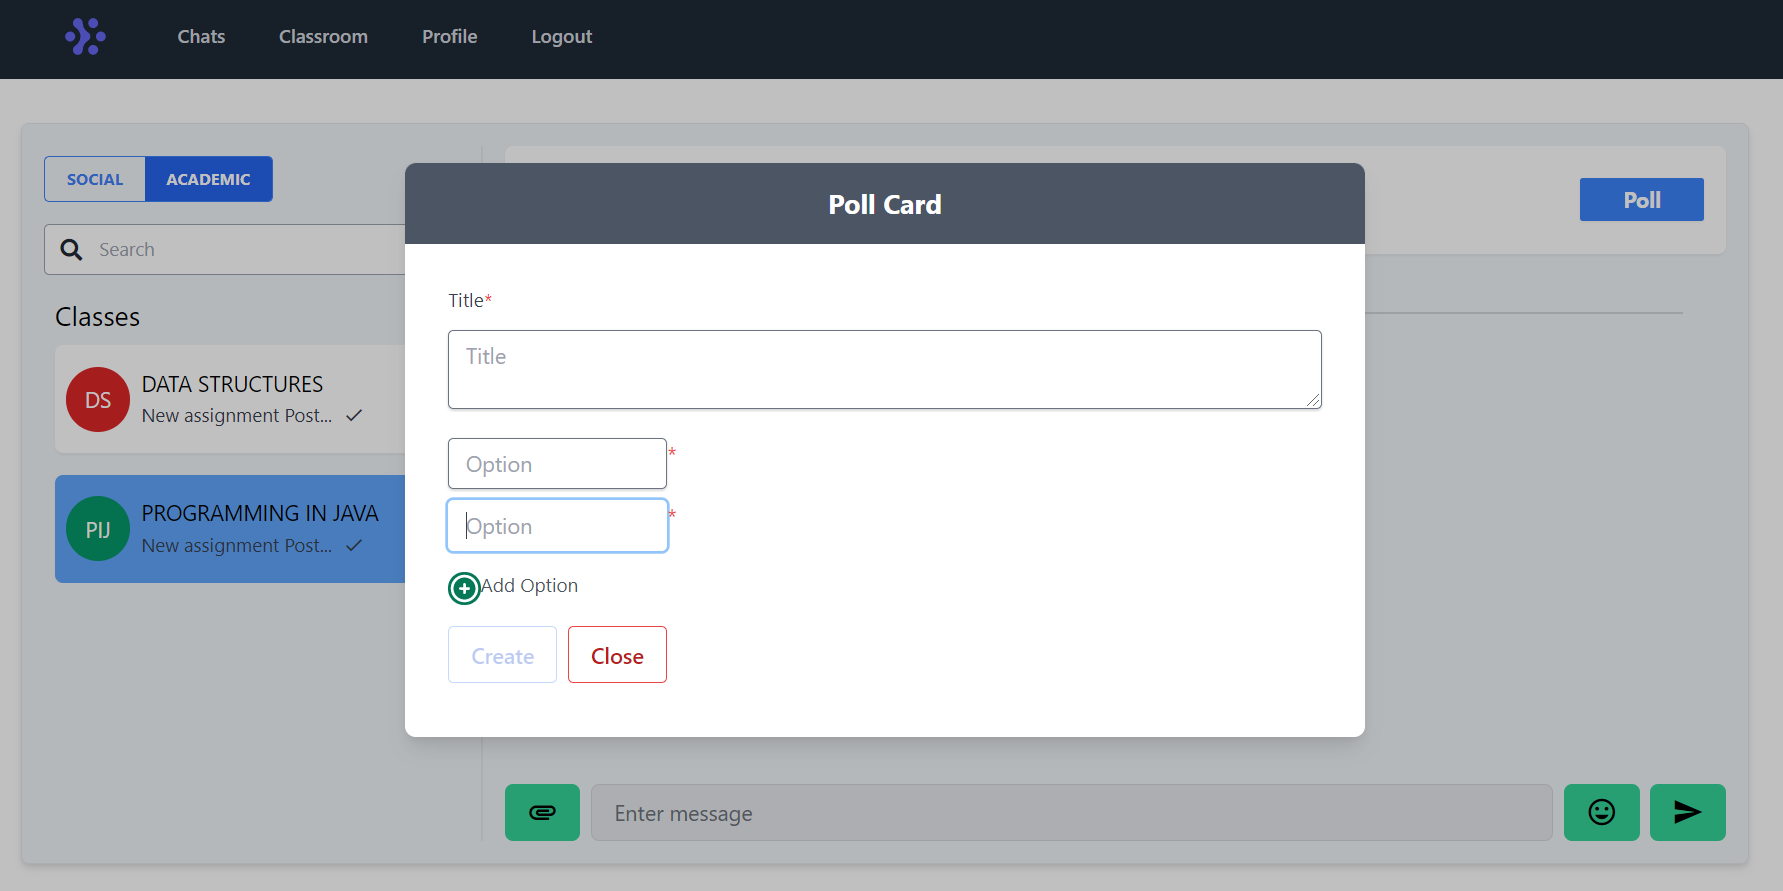 Chats Classroom Profile Logout
SOCIAL ACADEMIC
Search
Classes
DS DATA STRUCTURES
New assignment Post...
PIJ PROGRAMMING IN JAVA
New assignment Post...
Poll
Poll Card
Title*
Title
Option *
Option *
Add Option
Create Close
Enter message